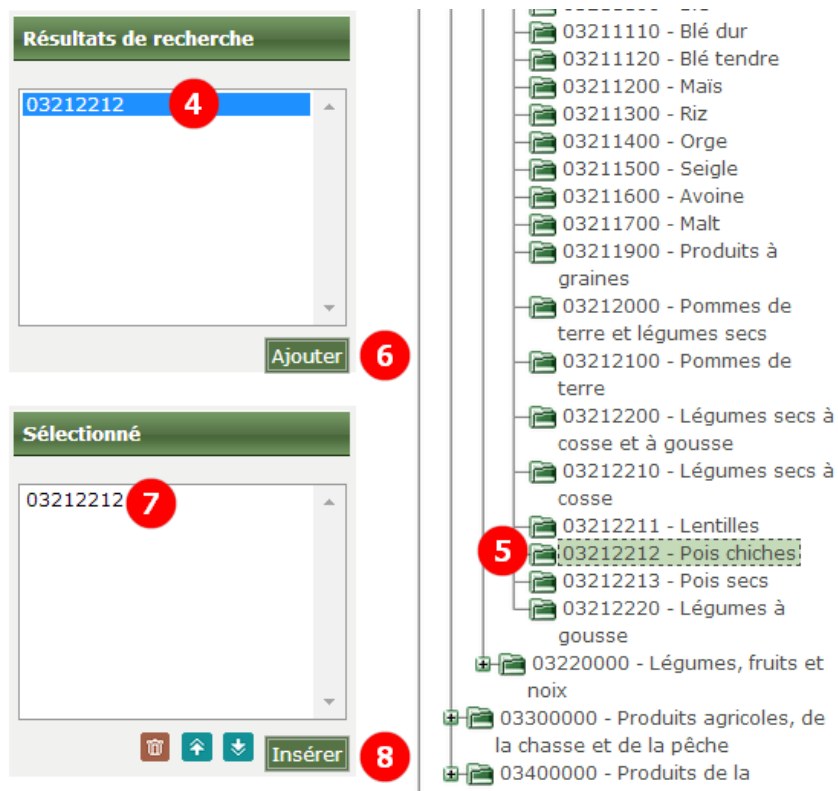 Résultats de recherche
03212212
4
Ajouter
6
Sélectionné
03212212
7
Insérer
8
03211110 - Blé dur
03211120 - Blé tendre
03211200 - Maïs
03211300 - Riz
03211400 - Orge
03211500 - Seigle
03211600 - Avoine
03211700 - Malt
03211900 - Produits à
graines
03212000 - Pommes de
terre et légumes secs
03212100 - Pommes de
terre
03212200 - Légumes secs à
cosse et à gousse
03212210 - Légumes secs à
cosse
03212211 - Lentilles
5
03212212 - Pois chiches
03212213 - Pois secs
03212220 - Légumes à
gousse
03220000 - Légumes, fruits et
noix
03300000 - Produits agricoles, de
la chasse et de la pêche
03400000 - Produits de la